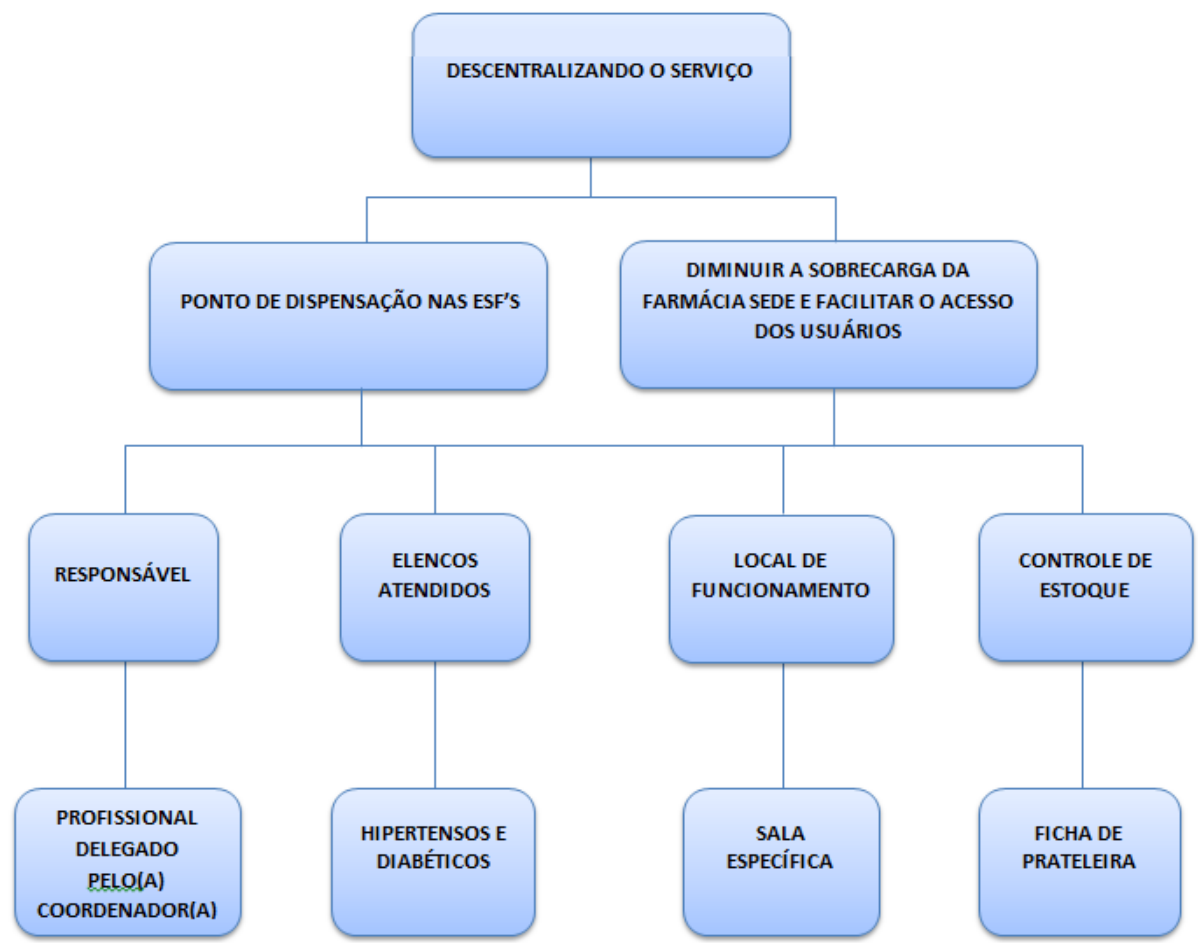 DESCENTRALIZANDO O SERVIÇO
PONTO DE DISPENSAÇÃO NAS ESF'S
DIMINUIR A SOBRECARGA DA
FARMÁCIA SEDE E FACILITAR O ACESSO
DOS USUÁRIOS
RESPONSÁVEL
ELENCOS
ATENDIDOS
LOCAL DE
FUNCIONAMENTO
CONTROLE DE
ESTOQUE
PROFISSIONAL
DELEGADO
PELO(A)
COORDENADOR(A)
HIPERTENSOS E
DIABÉTICOS
SALA
ESPECÍFICA
FICHA DE
PRATELEIRA